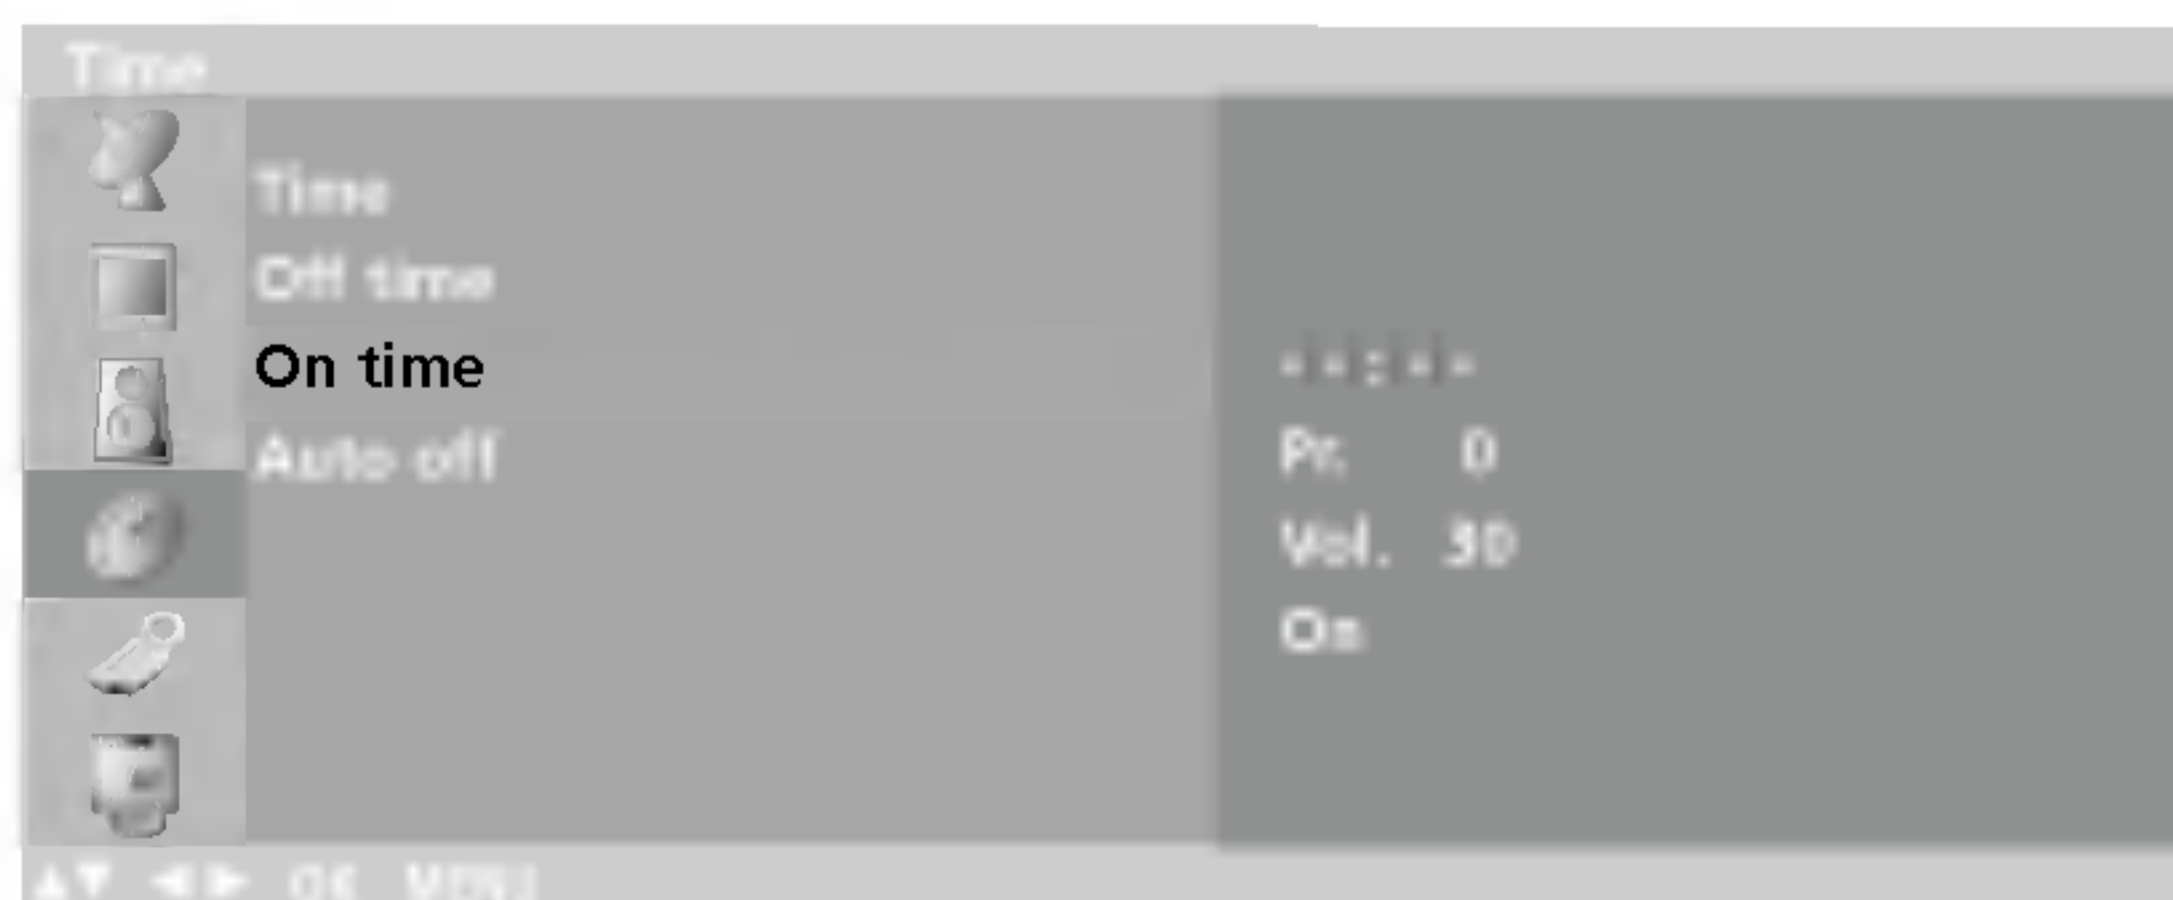 Time
Time
Off time
On time
--:--
Auto off
Pr. 0
Vol. 30
On
▲▼ ◀▶ OK MENU